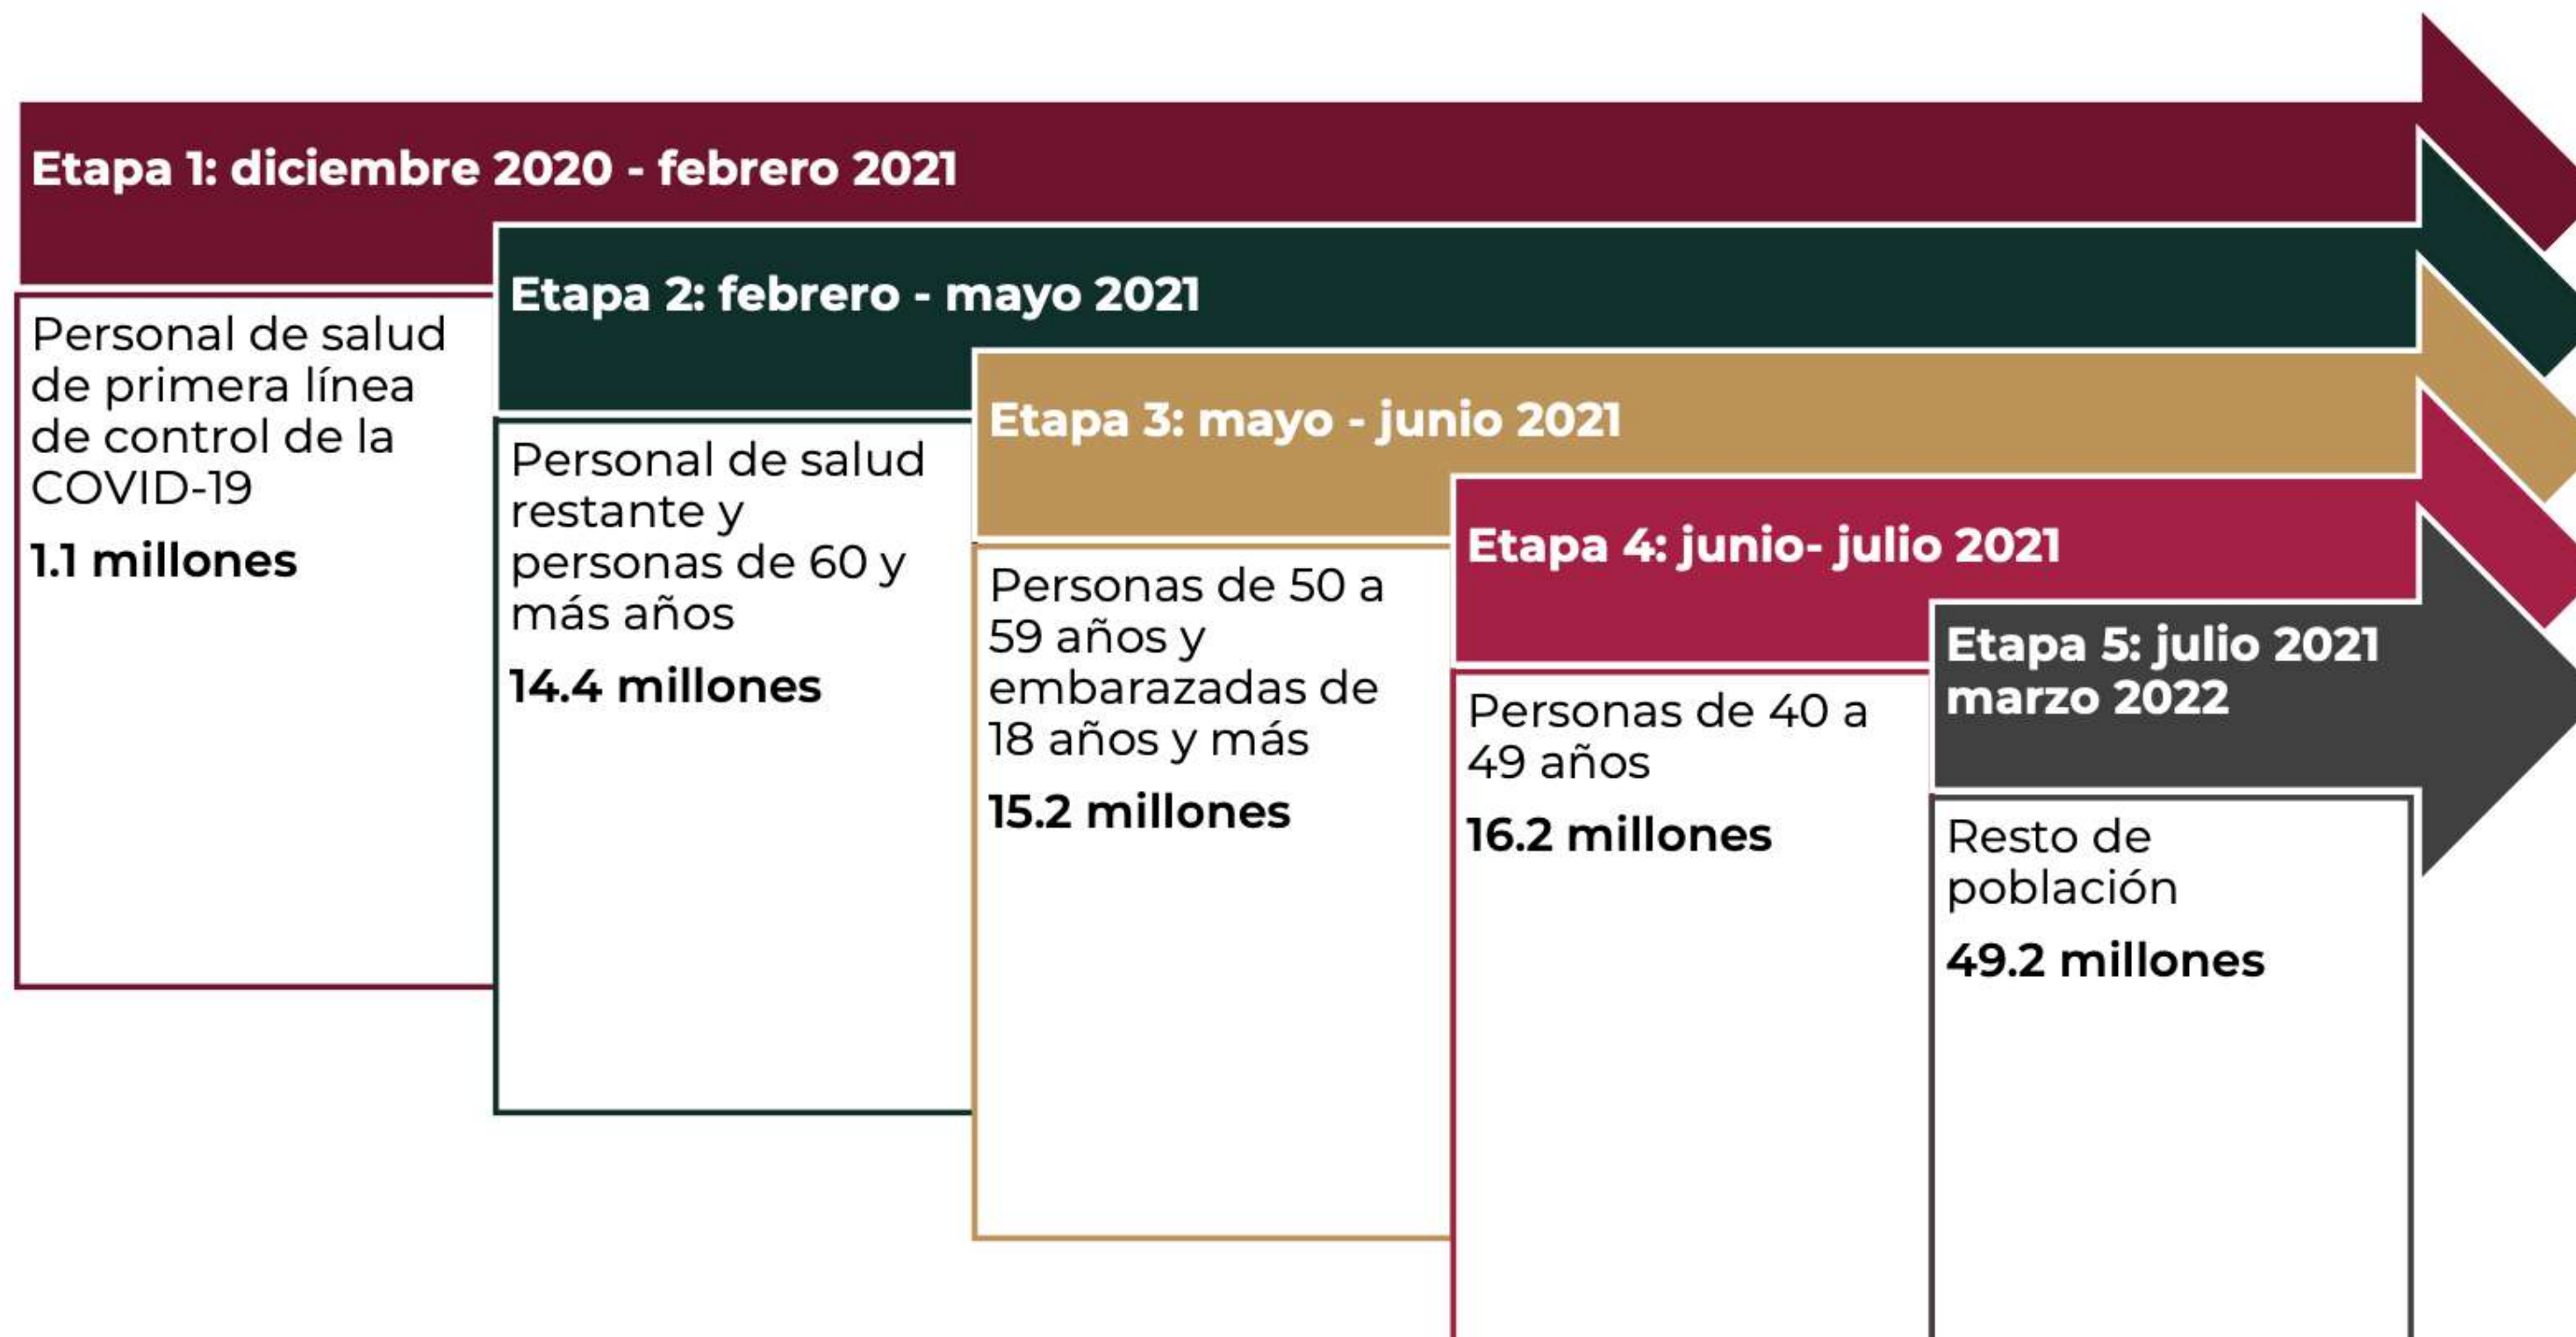 Etapa 1: diciembre 2020 - febrero 2021
Personal de salud
de primera línea
de control de la
COVID-19
1.1 millones
Etapa 2: febrero - mayo 2021
Personal de salud
restante y
personas de 60 y
más años
14.4 millones
Etapa 3: mayo - junio 2021
Personas de 50 a
59 años y
embarazadas de
18 años y más
15.2 millones
Etapa 4: junio- julio 2021
Personas de 40 a
49 años
16.2 millones
Etapa 5: julio 2021
marzo 2022
Resto de
población
49.2 millones